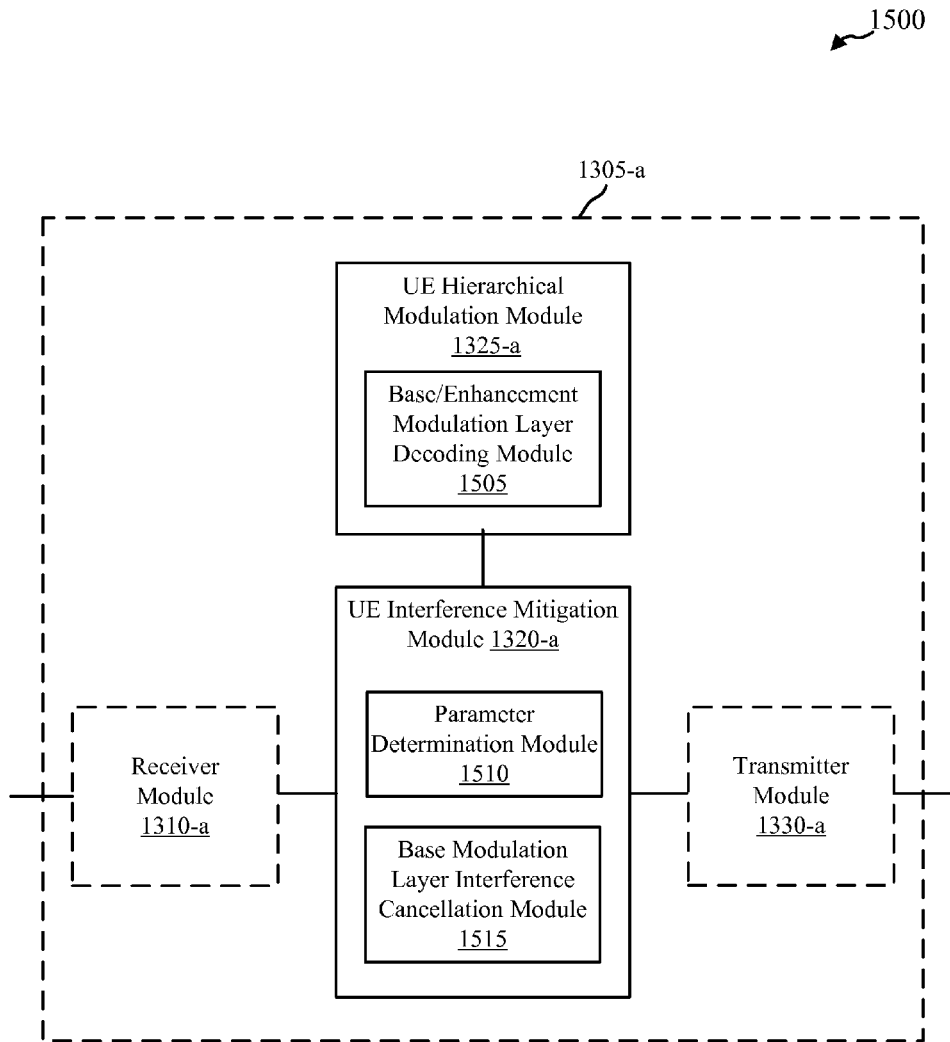 1500
1305-a
UE Hierarchical
Modulation Module
1325-a
Base/Enhancement
Modulation Layer
Decoding Module
1505
UE Interference Mitigation
Module 1320-a
Parameter
Determination Module
1510
Base Modulation
Layer Interference
Cancellation Module
1515
Receiver
Module
1310-a
Transmitter
Module
1330-a